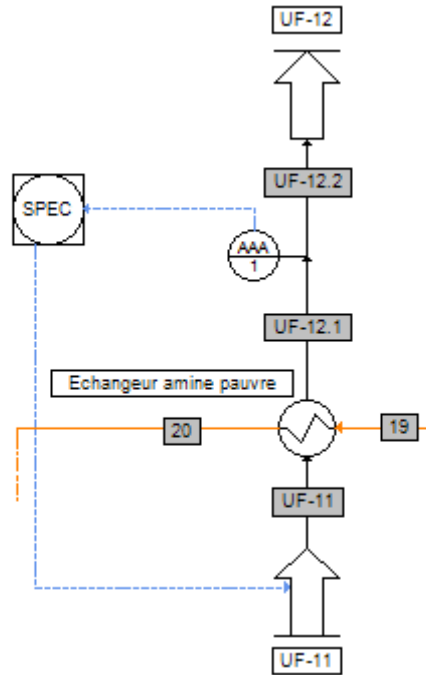 UF-12
UF-12.2
SPEC
AAA
1
UF-12.1
Echangeur amine pauvre
20
19
UF-11
UF-11